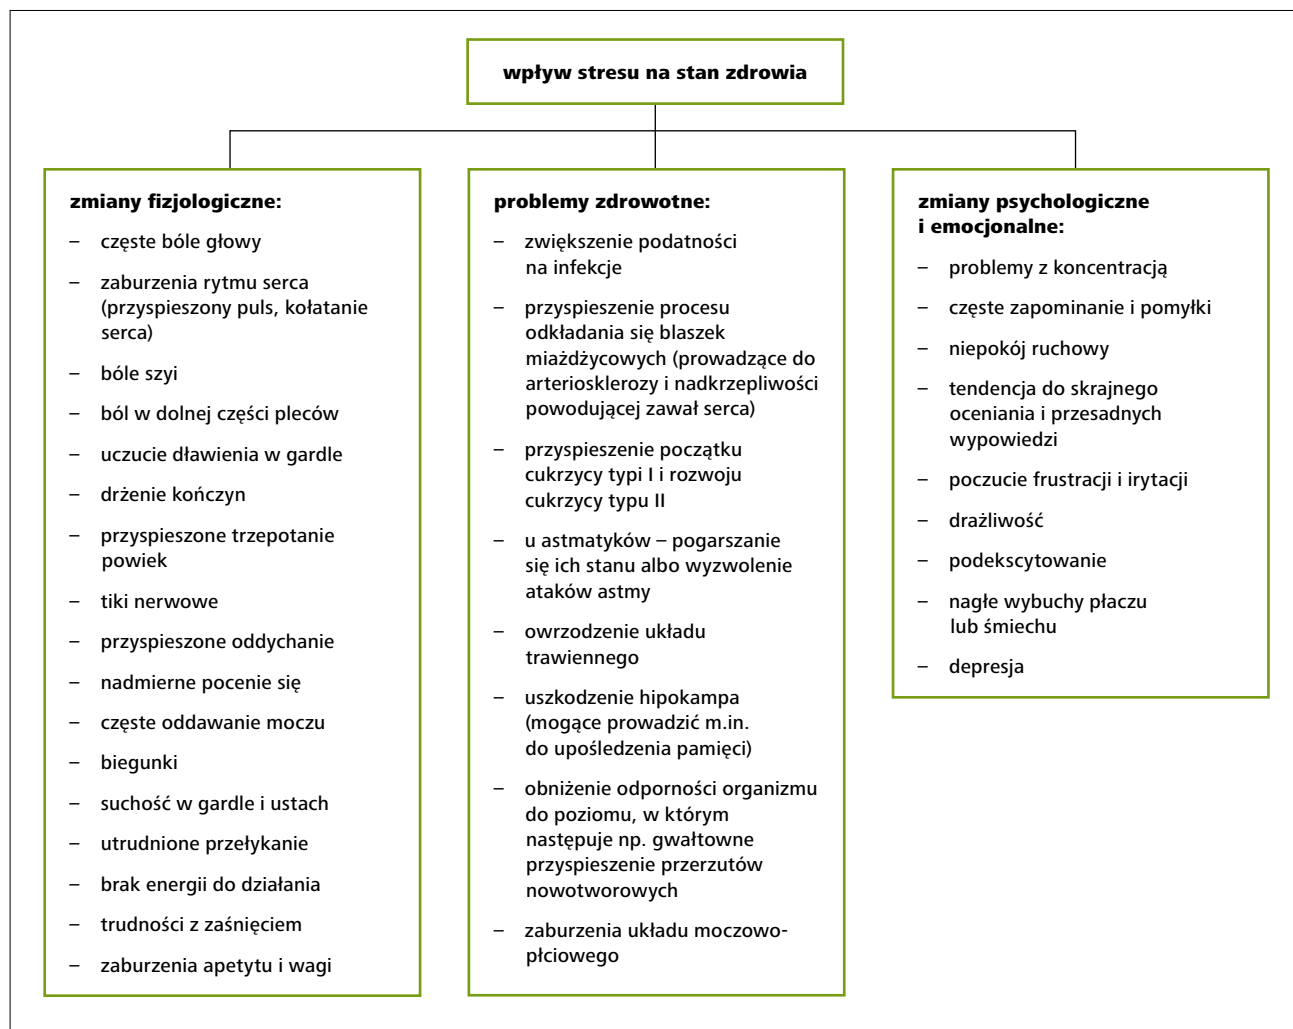 wpływ stresu na stan zdrowia
zmiany fizjologiczne:
– częste bóle głowy
– zaburzenia rytmu serca
(przyspieszony puls, kołatanie
serca)
– bóle szyi
– ból w dolnej części pleców
– uczucie dławienia w gardle
– drżenie kończyn
– przyspieszone trzepotanie
powiek
– tiki nerwowe
– przyspieszone oddychanie
– nadmierne pocenie się
– częste oddawanie moczu
– biegunki
– suchość w gardle i ustach
– utrudnione przełykanie
– brak energii do działania
– trudności z zaśnięciem
– zaburzenia apetytu i wagi
problemy zdrowotne:
– zwiększenie podatności
na infekcje
– przyspieszenie procesu
odkładania się blaszek
miażdżycowych (prowadzące do
arteriosklerozy i nadkrzepliwości
powodującej zawał serca)
– przyspieszenie początku
cukrzycy typi I i rozwoju
cukrzycy typu II
– u astmatyków – pogarszanie
się ich stanu albo wyzwolenie
ataków astmy
– owrzodzenie układu
trawiennego
– uszkodzenie hipokampa
(mogące prowadzić m.in.
do upośledzenia pamięci)
– obniżenie odporności organizmu
do poziomu, w którym
następuje np. gwałtowne
przyspieszenie przerzutów
nowotworowych
– zaburzenia układu moczowo-
płciowego
zmiany psychologiczne
i emocjonalne:
– problemy z koncentracją
– częste zapominanie i pomyłki
– niepokój ruchowy
– tendencja do skrajnego
oceniania i przesadnych
wypowiedzi
– poczucie frustracji i irytacji
– drażliwość
– podekscytowanie
– nagłe wybuchy płaczu
lub śmiechu
– depresja